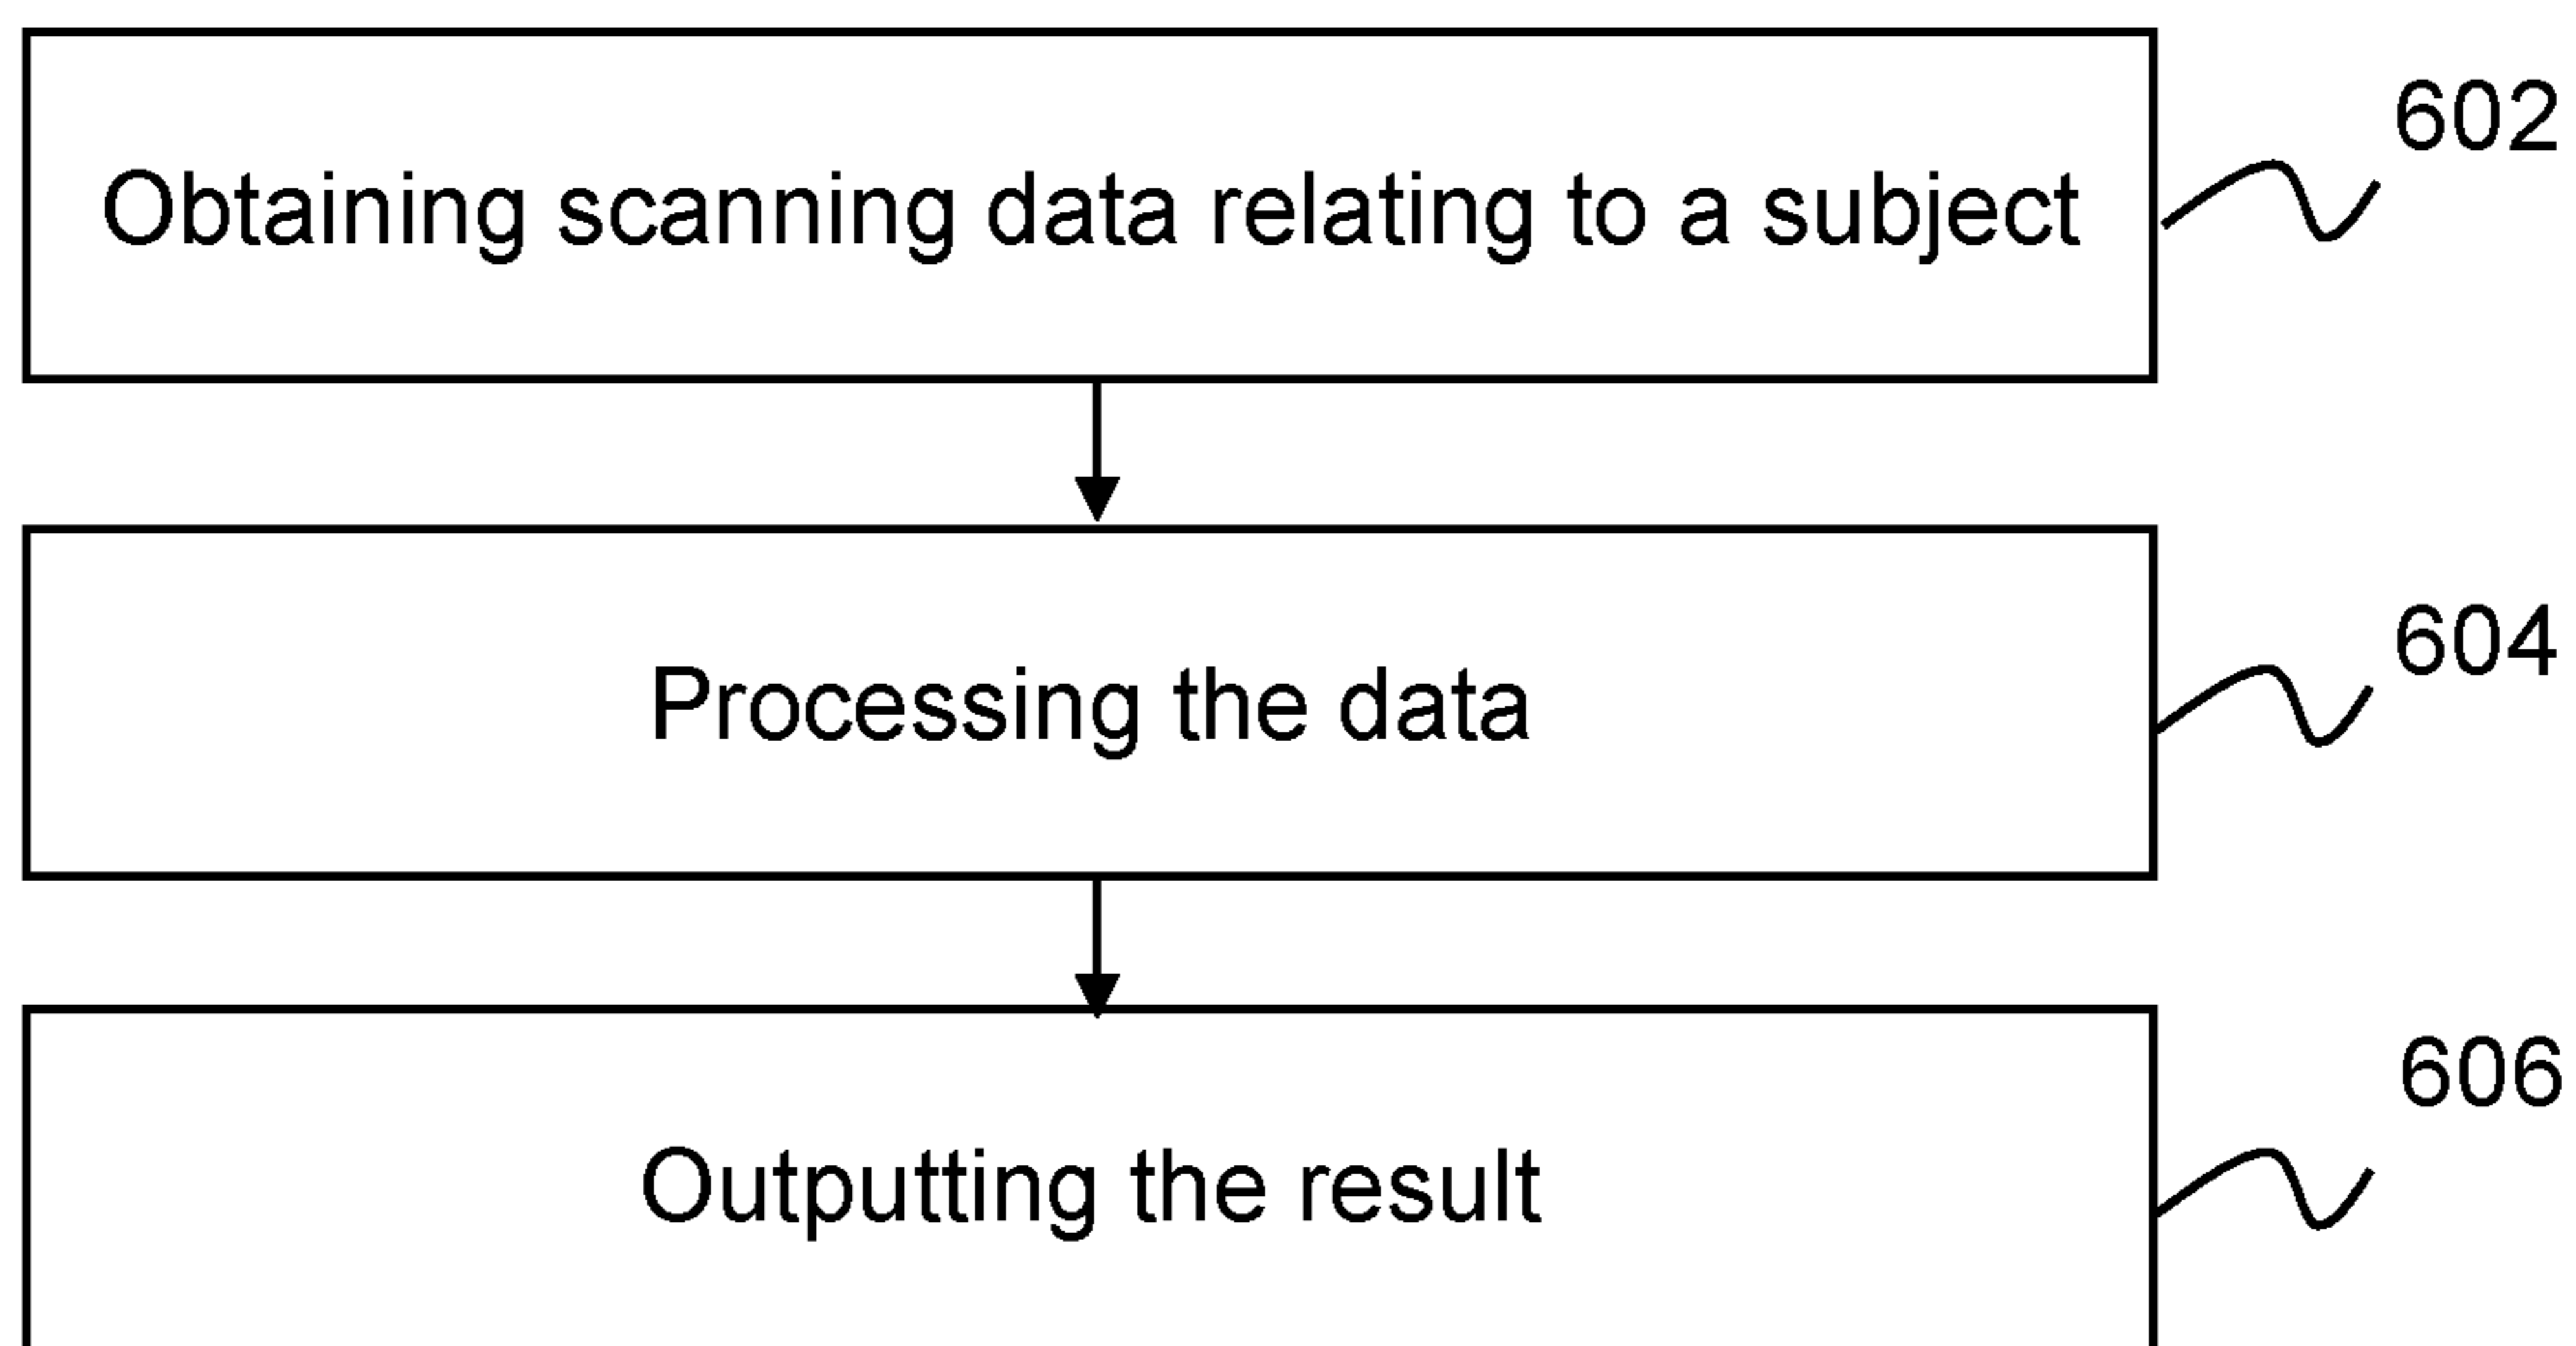 602
Obtaining scanning data relating to a subject
604
Processing the data
606
Outputting the result